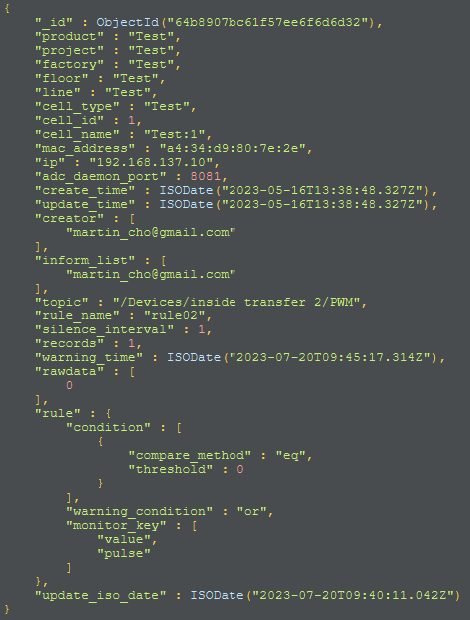 {
    "_id" : ObjectId("64b8907bc61f57ee6f6d6d32"),
    "product" : "Test",
    "project" : "Test",
    "factory" : "Test",
    "floor" : "Test",
    "line" : "Test",
    "cell_type" : "Test",
    "cell_id" : 1,
    "cell_name" : "Test:1",
    "mac_address" : "a4:34:d9:80:7e:2e",
    "ip" : "192.168.137.10",
    "adc_daemon_port" : 8081,
    "create_time" : ISODate("2023-05-16T13:38:48.327Z"),
    "update_time" : ISODate("2023-05-16T13:38:48.327Z"),
    "creator" : [
        "martin_cho@gmail.com"
    ],
    "inform_list" : [
        "martin_cho@gmail.com"
    ],
    "topic" : "/Devices/inside transfer 2/PWM",
    "rule_name" : "rule02",
    "silence_interval" : 1,
    "records" : 1,
    "warning_time" : ISODate("2023-07-20T09:45:17.314Z"),
    "rawdata" : [
        0
    ],
    "rule" : {
        "condition" : [
            {
                "compare_method" : "eq",
                "threshold" : 0
            }
        ],
        "warning_condition" : "or",
        "monitor_key" : [
            "value",
            "pulse"
        ]
    },
    "update_iso_date" : ISODate("2023-07-20T09:40:11.042Z")
}